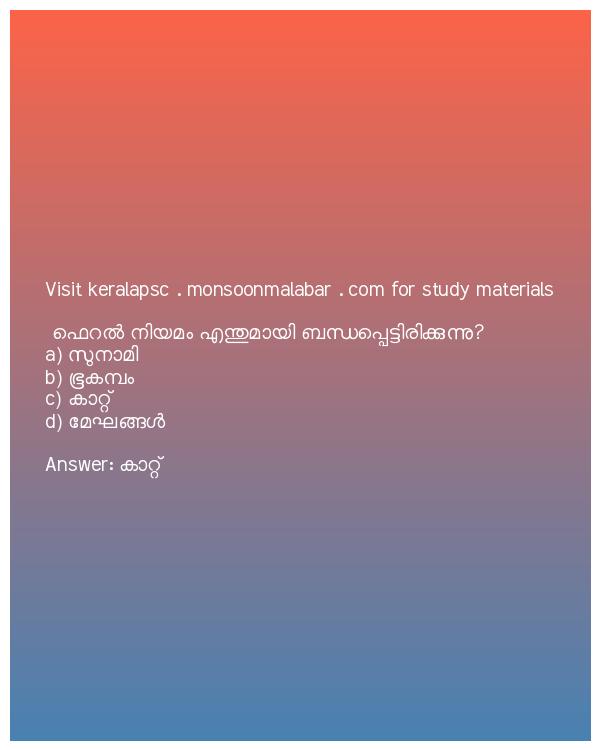 Visit keralapsc . monsoonmalabar . com for study materials
ഫെറൽ നിയമം എന്തുമായി ബന്ധപ്പെട്ടിരിക്കുന്നു?
a) സുനാമി
b) ഭൂകമ്പം
c) കാറ്റ്
d) മേഘങ്ങൾ
Answer: കാറ്റ്